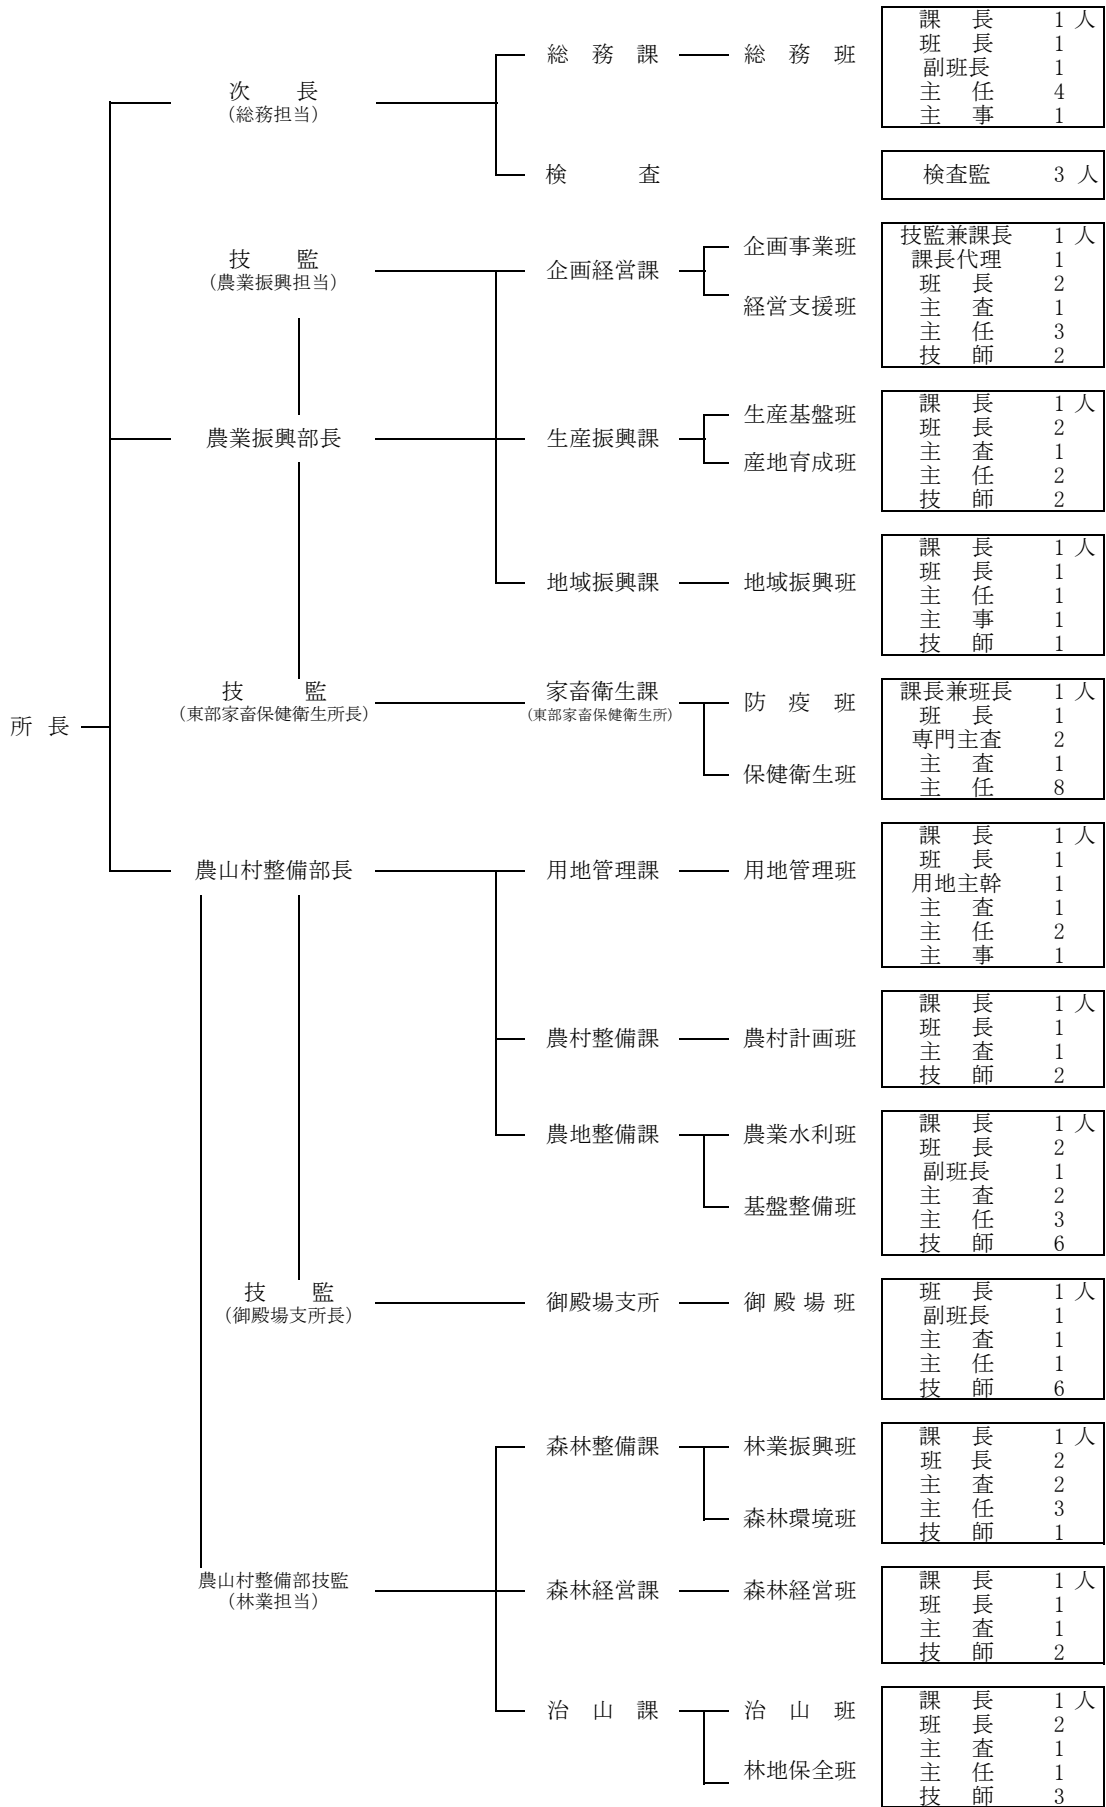 課長 1人
班長 1
総務課 総務班
副班長 1
次長
(総務担当)
主任 4
主事 1
検査
検査監 3人
技監
(農業振興担当)
企画経営課
企画事業班
経営支援班
技監兼課長 1人
課長代理 1
班長 2
主査 1
主任 3
技師 2
農業振興部長
生産振興課
生産基盤班
産地育成班
課長 1人
班長 2
主査 1
主任 2
技師 2
地域振興課
地域振興班
課長 1人
班長 1
主任 1
主事 1
技師 1
所長
技監
(東部家畜保健衛生所長)
家畜衛生課
(東部家畜保健衛生所)
防疫班
保健衛生班
課長兼班長 1人
班長 1
専門主査 2
主査 1
主任 8
農山村整備部長
用地管理課
用地管理班
課長 1人
班長 1
用地主幹 1
主査 1
主任 2
主事 1
農村整備課
農村計画班
課長 1人
班長 1
主査 1
技師 2
農地整備課
農業水利班
基盤整備班
課長 1人
班長 2
副班長 1
主査 2
主任 3
技師 6
技監
(御殿場支所長)
御殿場支所
御殿場班
班長 1人
副班長 1
主査 1
主任 1
技師 6
森林整備課
林業振興班
森林環境班
課長 1人
班長 2
主査 2
主任 3
技師 1
農山村整備部技監
(林業担当)
森林経営課
森林経営班
課長 1人
班長 1
主査 1
技師 2
治山課
治山班
林地保全班
課長 1人
班長 2
主査 1
主任 1
技師 3